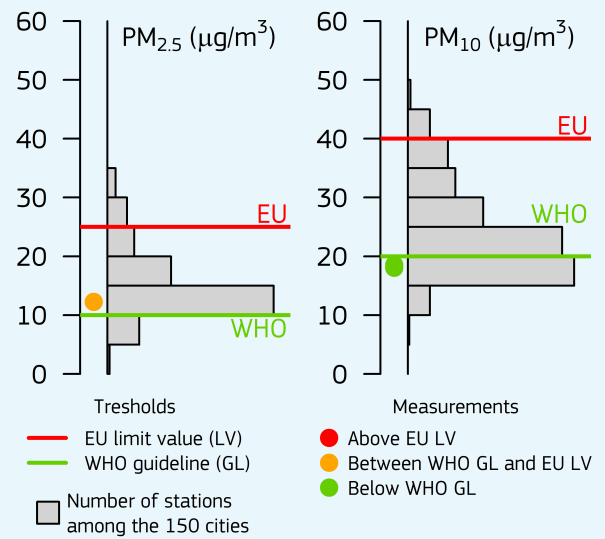 PM2.5 (µg/m³)
60
50
40
30
20
10
0
EU
WHO
PM10 (µg/m³)
60
50
40
30
20
10
0
EU
WHO
Tresholds
EU limit value (LV)
WHO guideline (GL)
Number of stations
among the 150 cities
Measurements
Above EU LV
Between WHO GL and EU LV
Below WHO GL